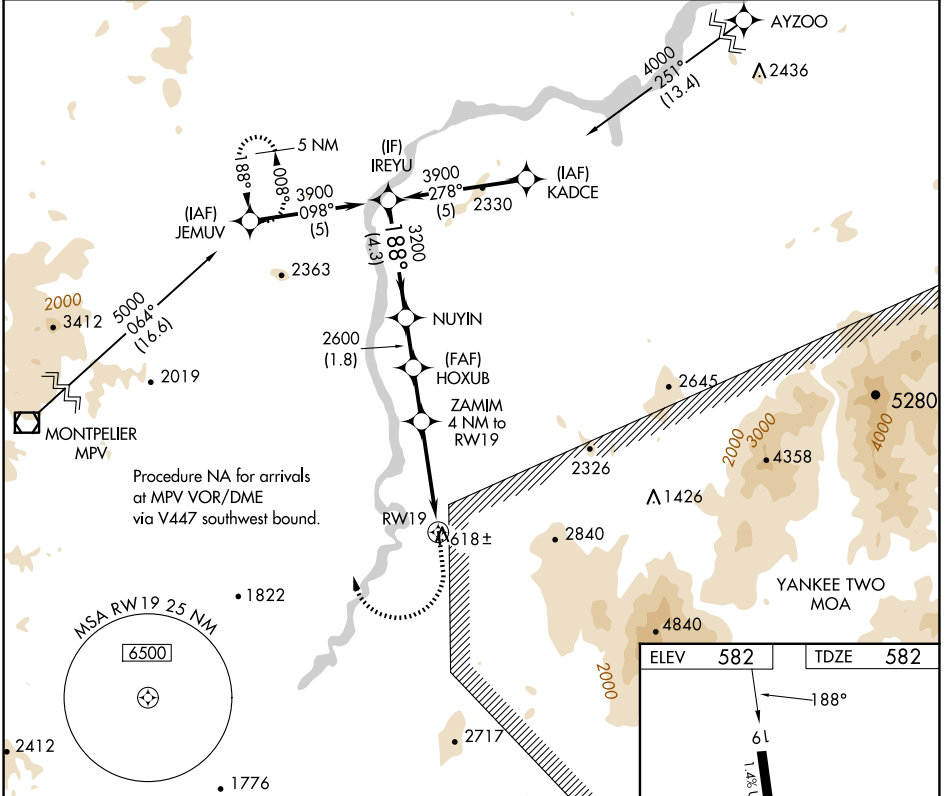 AYZOO
4000
251°
(13.4)
2436
5 NM
188°
008°
(IF)
IREYU
(IAF)
KADCE
3900
278°
(5)
2330
(IAF)
JEMUV
3900
098°
(5)
3200
188°
(4.3)
2363
5000
064°
(16.6)
2000
3412
NUYIN
2600
(1.8)
(FAF)
HOXUB
2019
2645
5280
4000
MONTPELIER
MPV
ZAMIM
4 NM to
RW19
2000
3000
4358
2326
Procedure NA for arrivals
at MPV VOR/DME
via V447 southwest bound.
1426
RW19
618±
2840
YANKEE TWO
MOA
1822
MSA RW19 25 NM
6500
4840
2000
ELEV 582
TDZE 582
188°
19
1.4% U
2412
2717
1776